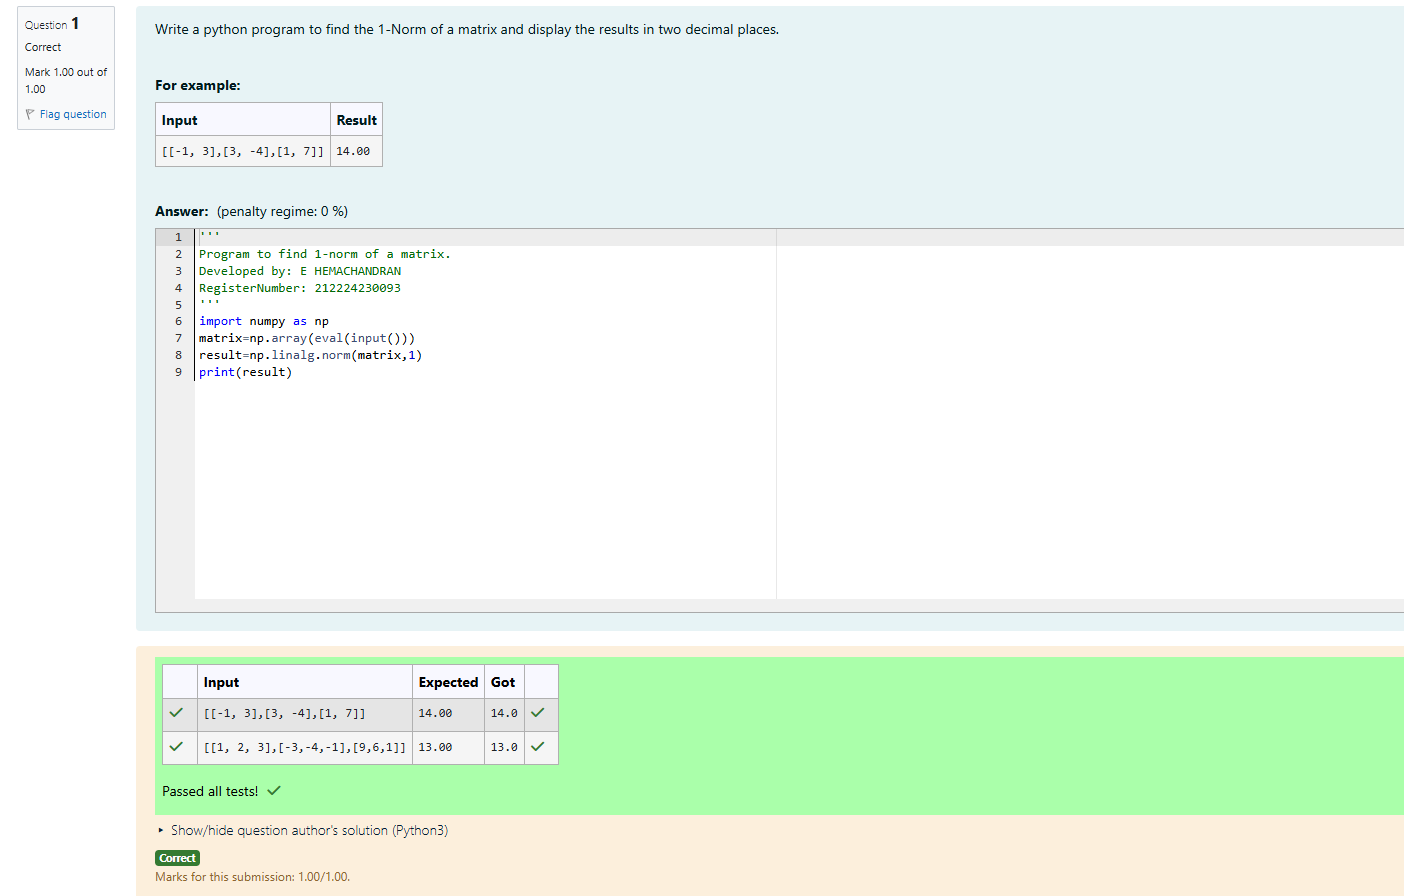 Question 1
Correct
Mark 1.00 out of
1.00
Flag question
Write a python program to find the 1-Norm of a matrix and display the results in two decimal places.
For example:
Input Result
[[-1, 3],[3, -4],[1, 7]] 14.00
Answer: (penalty regime: 0 %)
1 '''
2 Program to find 1-norm of a matrix.
3 Developed by: E HEMACHANDRAN
4 RegisterNumber: 212224230093
5 '''
6 import numpy as np
7 matrix=np.array(eval(input()))
8 result=np.linalg.norm(matrix,1)
9 print(result)
Input Expected Got
[[-1, 3],[3, -4],[1, 7]] 14.00 14.0
[[1, 2, 3],[-3,-4,-1],[9,6,1]] 13.00 13.0
Passed all tests!
Show/hide question author's solution (Python3)
Correct
Marks for this submission: 1.00/1.00.